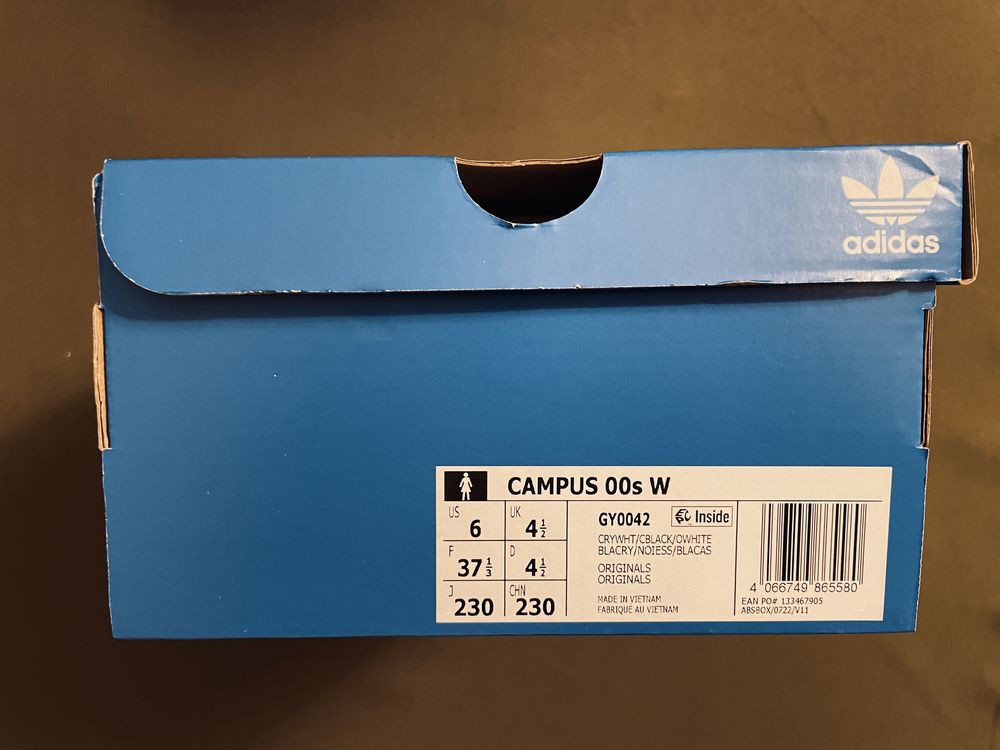 adidas
CAMPUS 00s W
US 6
UK 4½
F 37⅓
D 4½
J 230
CHN 230
GY0042
Inside
CRYWHT/CBLACK/OWHITE
BLACRY/NOIESS/BLACAS
ORIGINALS
ORIGINALS
MADE IN VIETNAM
FABRIQUÉ AU VIETNAM
4 066749 865580
EAN PO# 133467905
ABSBOX/0722/V11